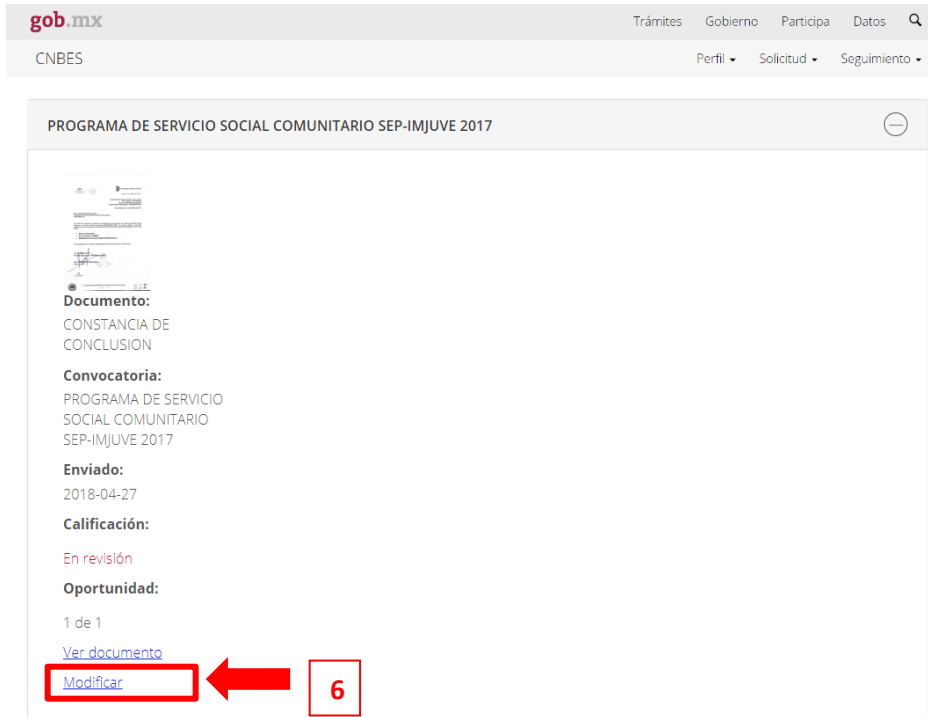 gob.mx
Trámites Gobierno Participa Datos
CNBES
Perfil Solicitud Seguimiento
PROGRAMA DE SERVICIO SOCIAL COMUNITARIO SEP-IMJUVE 2017
Documento:
CONSTANCIA DE
CONCLUSION
Convocatoria:
PROGRAMA DE SERVICIO
SOCIAL COMUNITARIO
SEP-IMJUVE 2017
Enviado:
2018-04-27
Calificación:
En revisión
Oportunidad:
1 de 1
Ver documento
Modificar
6